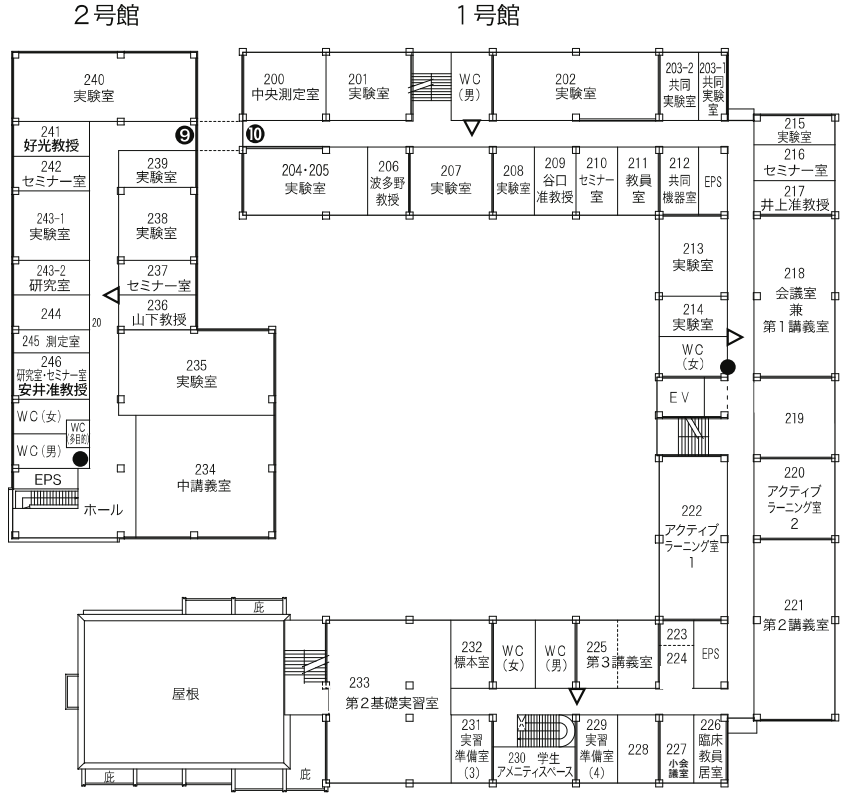 2号館
1号館
240
実験室
241
好光教授
242
セミナー室
243-1
実験室
243-2
研究室
244
245 測定室
246
研究室・セミナー室
安井准教授
WC(女)
WC
(多目的)
WC(男)
EPS
ホール
❾
239
実験室
238
実験室
237
セミナー室
236
山下教授
20
235
実験室
234
中講義室
❿
200
中央測定室
201
実験室
WC
(男)
202
実験室
203-2
共同
実験室
203-1
共同
実験室
204・205
実験室
206
波多野
教授
207
実験室
208
実験室
209
谷口
准教授
210
セミナー
室
211
教員
室
212
共同
機器室
EPS
213
実験室
214
実験室
WC
(女)
EV
222
アクティブ
ラーニング室
1
215
実験室
216
セミナー室
217
井上准教授
218
会議室
兼
第1講義室
219
220
アクティブ
ラーニング室
2
221
第2講義室
庇
屋根
庇
庇
233
第2基礎実習室
232
標本室
WC
(女)
WC
(男)
225
第3講義室
223
224
EPS
231
実習
準備室
(3)
230 学生
アメニティスペース
229
実習
準備室
(4)
228
227
小会
議室
226
臨床
教員
居室